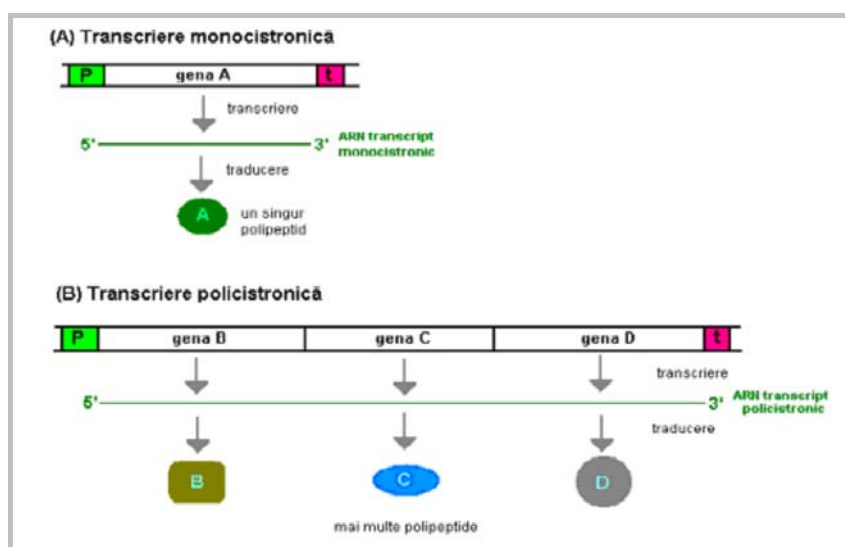 (A) Transcriere monocistronică
P gena A t
transcriere
5' 3' ARN transcript
monocistronic
traducere
A un singur
polipeptid
(B) Transcriere policistronică
P gena B gena C gena D t
transcriere
5' 3' ARN transcript
policistronic
traducere
B C D
mai multe polipeptide